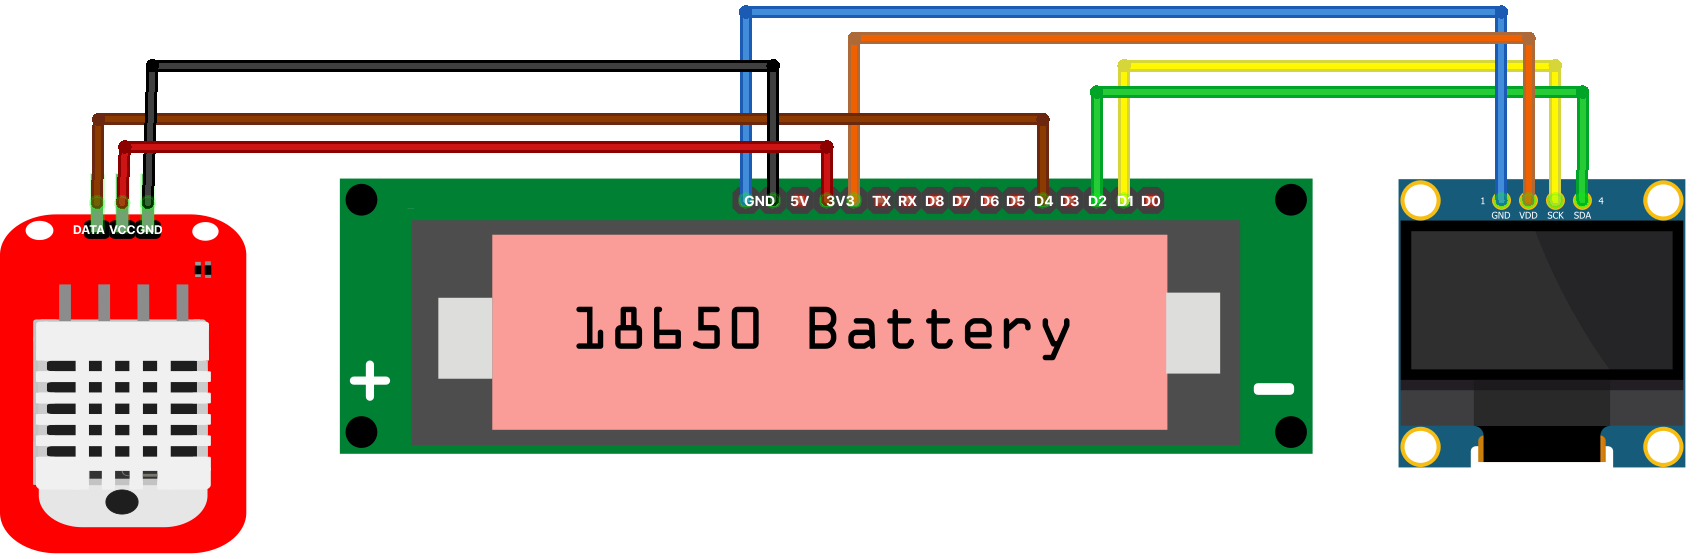 DATA VCC GND
GND 5V 3V3 TX RX D8 D7 D6 D5 D4 D3 D2 D1 D0
1 4
GND VDD SCK SDA
18650 Battery
+ -